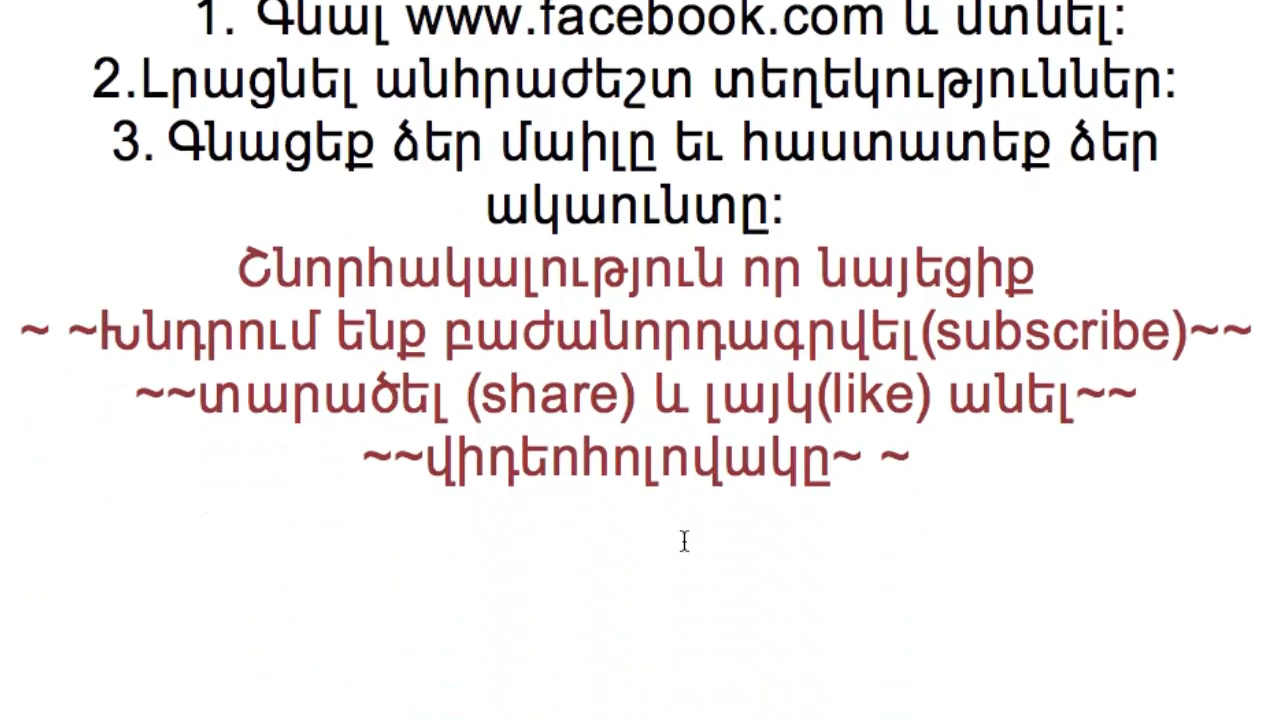 1. Գնալ www.facebook.com և մտնել:
2.Լրացնել անհրաժեշտ տեղեկություններ:
3. Գնացեք ձեր մաիլը եւ հաստատեք ձեր
ակաունտը:
Շնորհակալություն որ նայեցիք
~ ~Խնդրում ենք բաժանորդագրվել(subscribe)~~
~~տարածել (share) և լայկ(like) անել~~
~~վիդեոհոլովակը~ ~